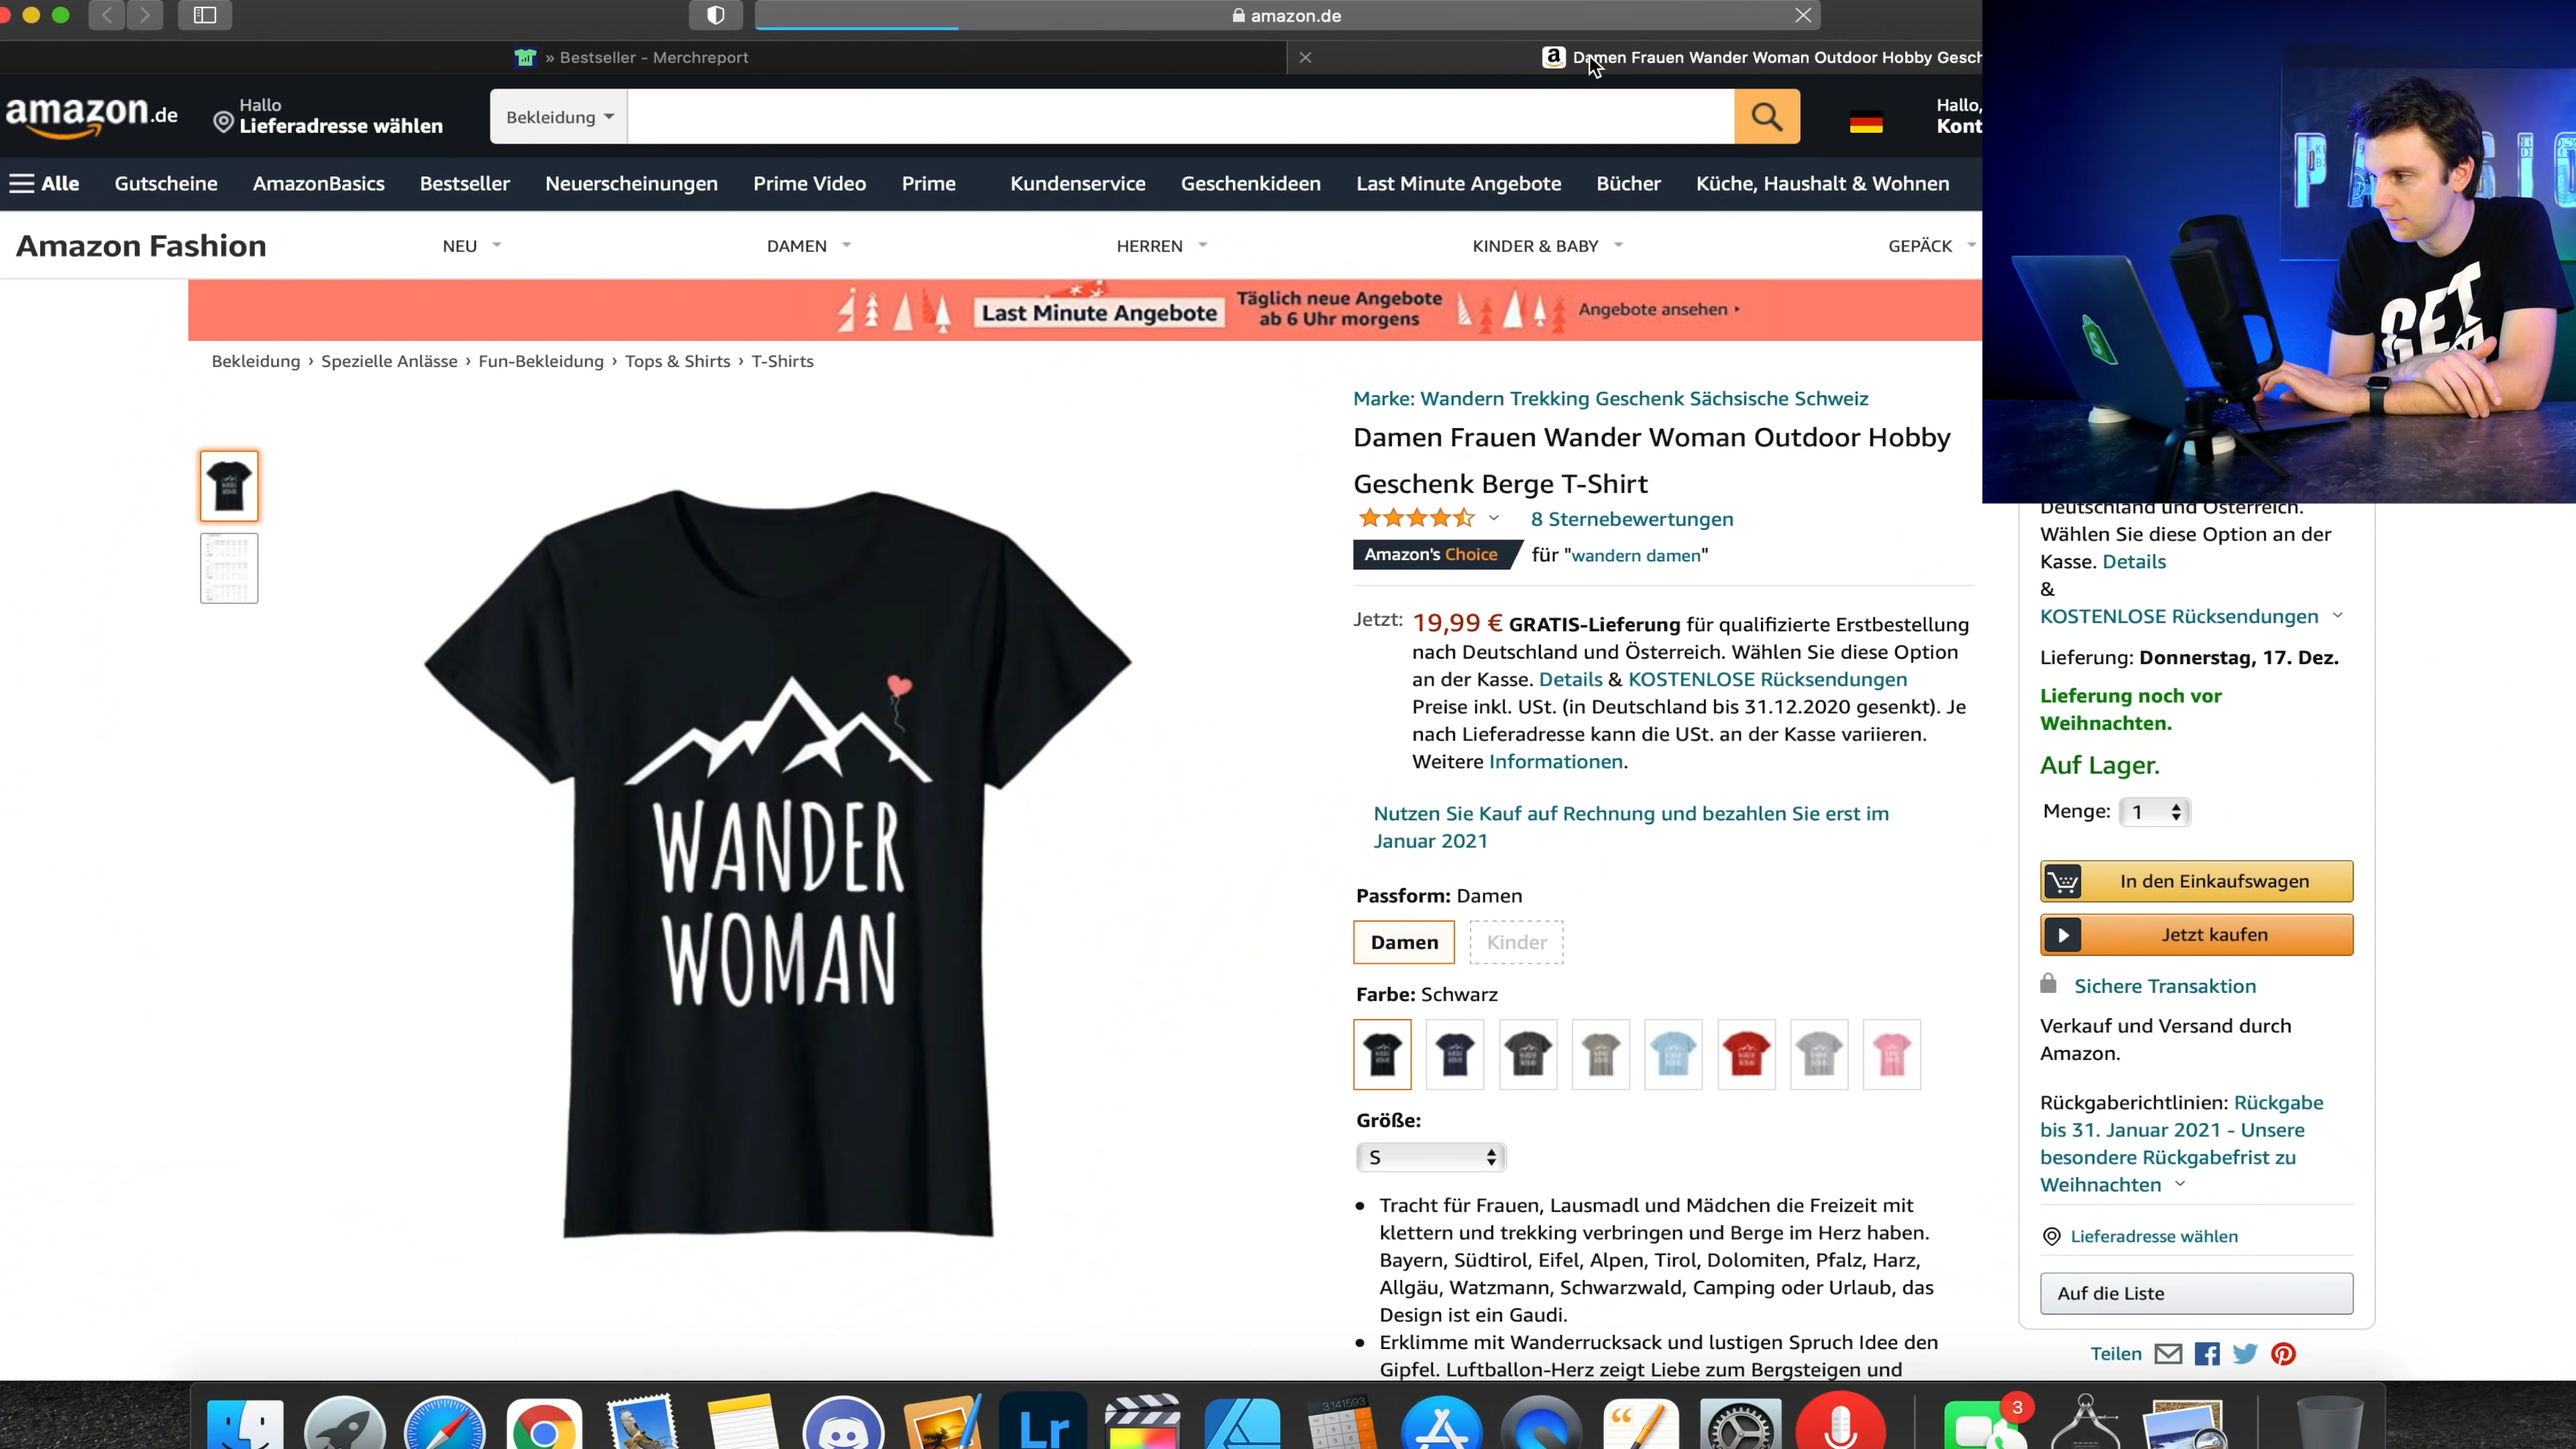 amazon.de
» Bestseller - Merchreport
Damen Frauen Wander Woman Outdoor Hobby Gesch
amazon.de
Hallo
Lieferadresse wählen
Bekleidung
Hallo,
Kont
Alle
Gutscheine
AmazonBasics
Bestseller
Neuerscheinungen
Prime Video
Prime
Kundenservice
Geschenkideen
Last Minute Angebote
Bücher
Küche, Haushalt & Wohnen
Amazon Fashion
NEU
DAMEN
HERREN
KINDER & BABY
GEPÄCK
Last Minute Angebote
Täglich neue Angebote
ab 6 Uhr morgens
Angebote ansehen ‣
Bekleidung › Spezielle Anlässe › Fun-Bekleidung › Tops & Shirts › T-Shirts
WANDER
WOMAN
Marke: Wandern Trekking Geschenk Sächsische Schweiz
Damen Frauen Wander Woman Outdoor Hobby
Geschenk Berge T-Shirt
8 Sternebewertungen
Amazon's Choice für "wandern damen"
Jetzt: 19,99 € GRATIS-Lieferung für qualifizierte Erstbestellung
nach Deutschland und Österreich. Wählen Sie diese Option
an der Kasse. Details & KOSTENLOSE Rücksendungen
Preise inkl. USt. (in Deutschland bis 31.12.2020 gesenkt). Je
nach Lieferadresse kann die USt. an der Kasse variieren.
Weitere Informationen.
Nutzen Sie Kauf auf Rechnung und bezahlen Sie erst im
Januar 2021
Passform: Damen
Damen
Kinder
Farbe: Schwarz
Größe:
S
• Tracht für Frauen, Lausmadl und Mädchen die Freizeit mit
klettern und trekking verbringen und Berge im Herz haben.
Bayern, Südtirol, Eifel, Alpen, Tirol, Dolomiten, Pfalz, Harz,
Allgäu, Watzmann, Schwarzwald, Camping oder Urlaub, das
Design ist ein Gaudi.
• Erklimme mit Wanderrucksack und lustigen Spruch Idee den
Gipfel. Luftballon-Herz zeigt Liebe zum Bergsteigen und
GET
Deutschland und Österreich.
Wählen Sie diese Option an der
Kasse. Details
&
KOSTENLOSE Rücksendungen
Lieferung: Donnerstag, 17. Dez.
Lieferung noch vor
Weihnachten.
Auf Lager.
Menge: 1
In den Einkaufswagen
Jetzt kaufen
Sichere Transaktion
Verkauf und Versand durch
Amazon.
Rückgaberichtlinien: Rückgabe
bis 31. Januar 2021 - Unsere
besondere Rückgabefrist zu
Weihnachten
Lieferadresse wählen
Auf die Liste
Teilen
Lr
3.141593
3